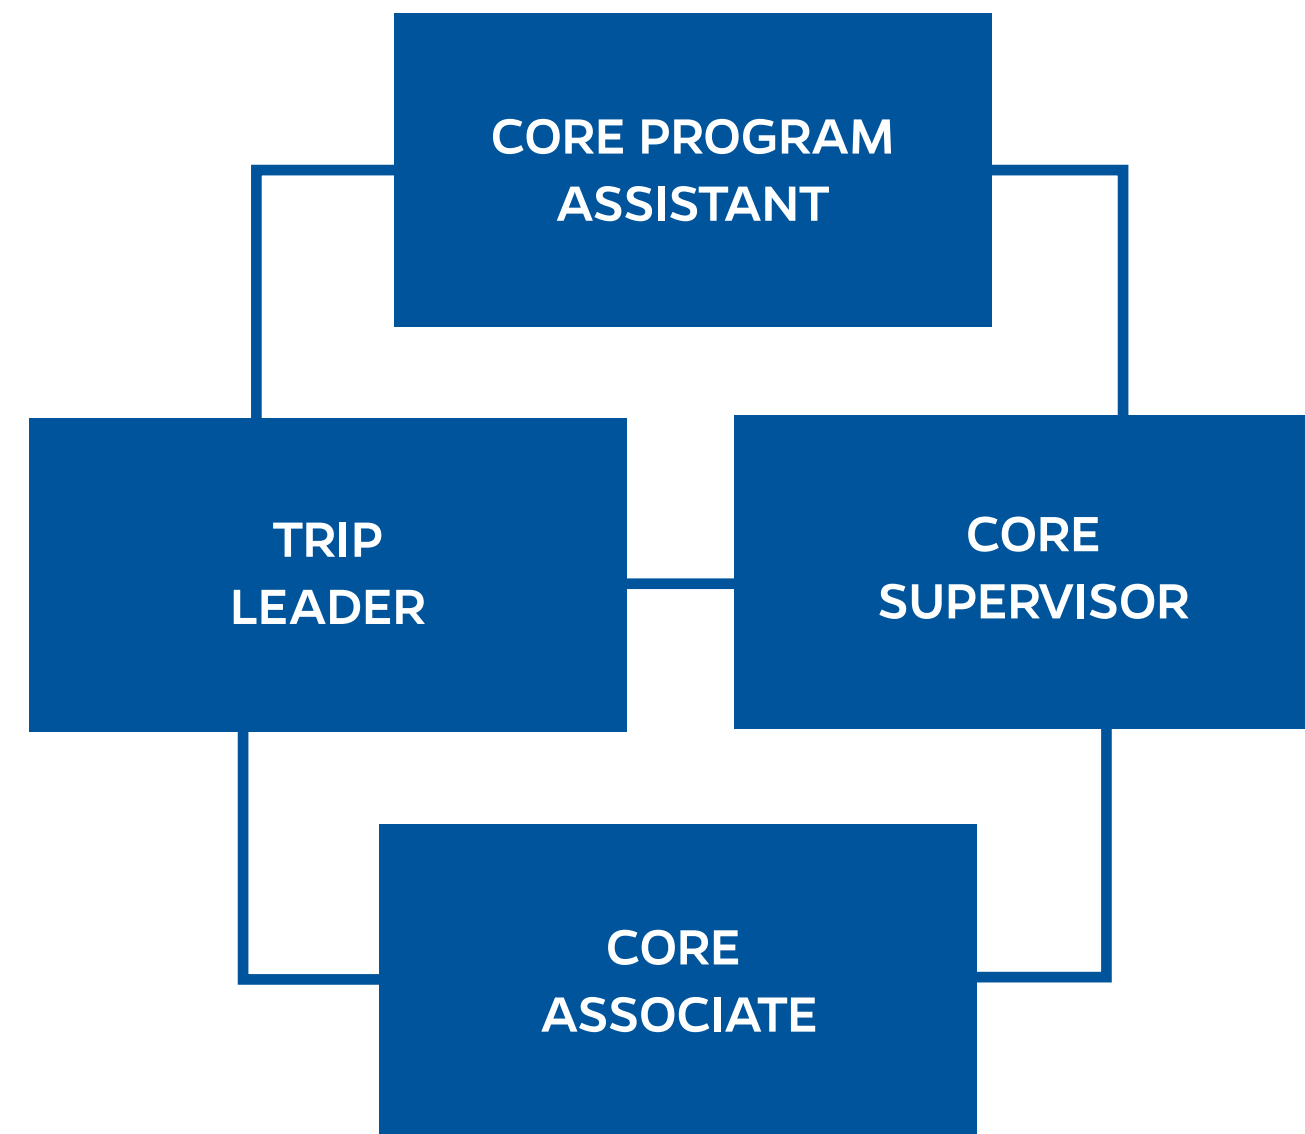 CORE PROGRAM
ASSISTANT
TRIP
LEADER
CORE
SUPERVISOR
CORE
ASSOCIATE